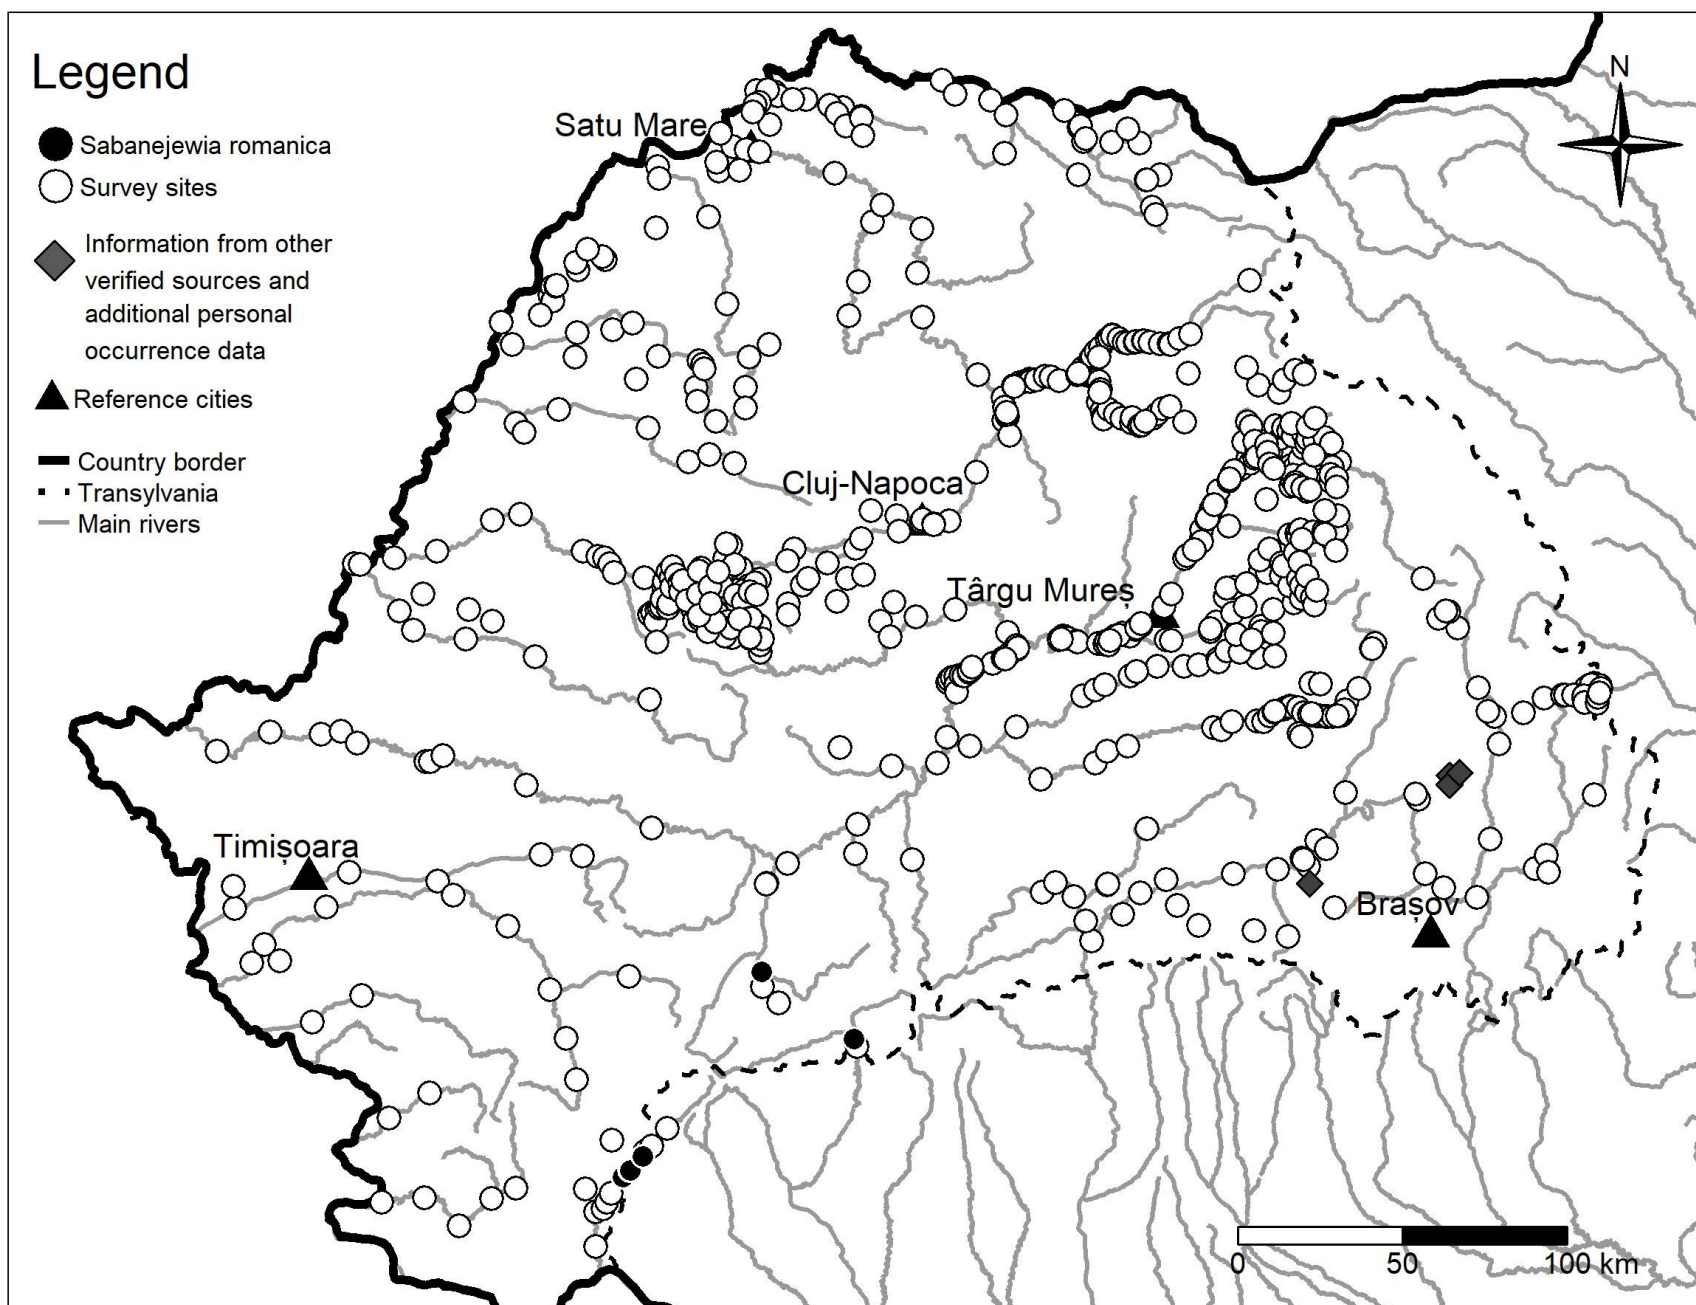 Legend
Sabanejewia romanica
Survey sites
Information from other
verified sources and
additional personal
occurrence data
Reference cities
Country border
Transylvania
Main rivers
N
Satu Mare
Cluj-Napoca
Târgu Mureș
Timișoara
Brașov
0 50 100 km